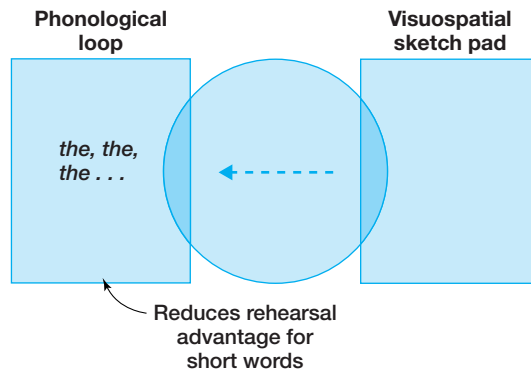 Phonological
loop
Visuospatial
sketch pad
the, the,
the . . .
Reduces rehearsal
advantage for
short words